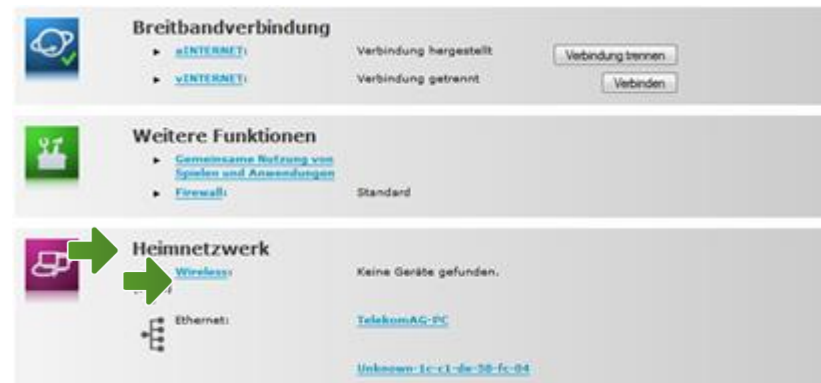 Breitbandverbindung
aINTERNET: Verbindung hergestellt Verbindung trennen
vINTERNET: Verbindung getrennt Verbinden
Weitere Funktionen
Gemeinsame Nutzung von
Spielen und Anwendungen
Firewall: Standard
Heimnetzwerk
Wireless: Keine Geräte gefunden.
Ethernet: TelekomAG-PC
Unknown-1c-c1-de-58-fc-04